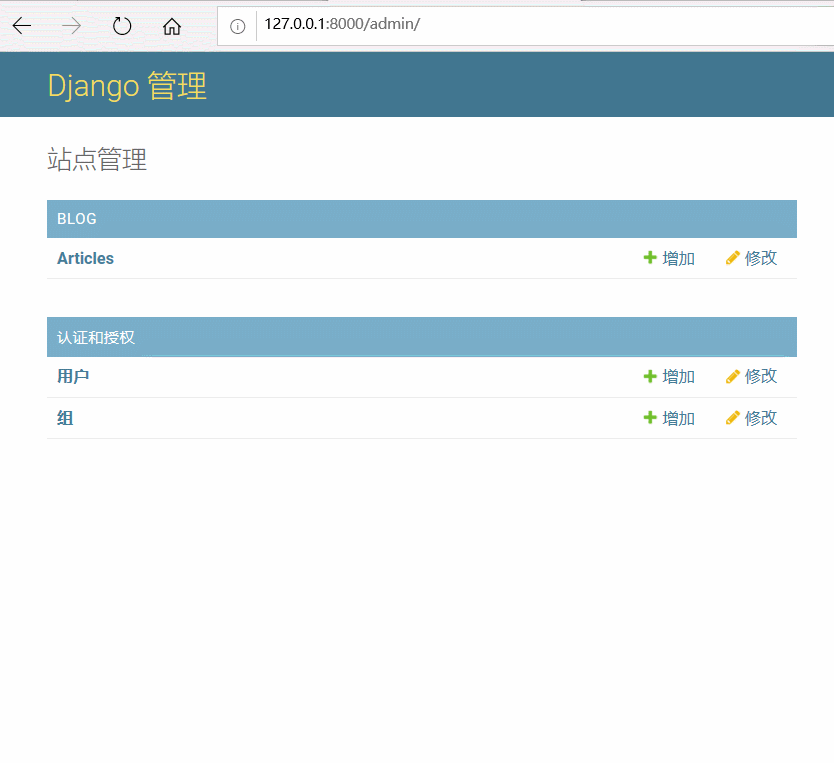 127.0.0.1:8000/admin/
Django 管理
站点管理
BLOG
Articles 增加 修改
认证和授权
用户 增加 修改
组 增加 修改